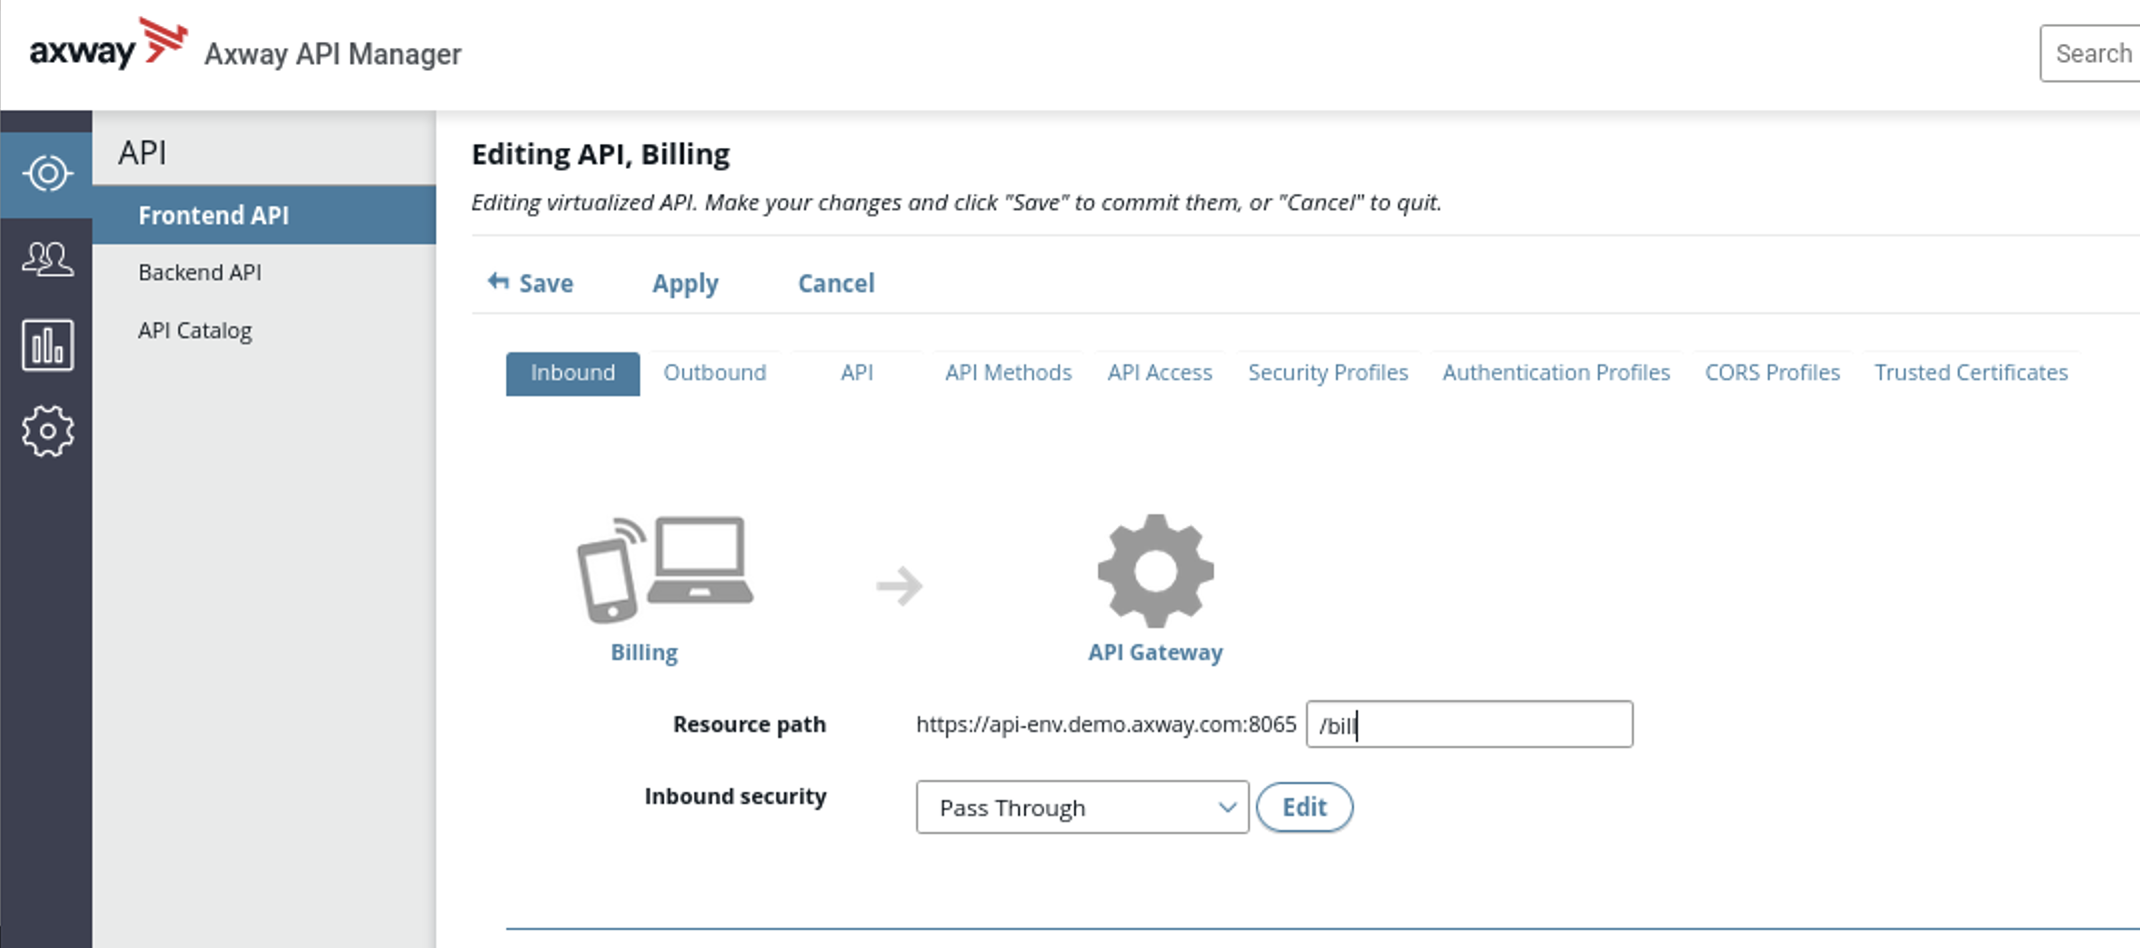 axway Axway API Manager Search
API
Frontend API
Backend API
API Catalog
Editing API, Billing
Editing virtualized API. Make your changes and click "Save" to commit them, or "Cancel" to quit.
Save Apply Cancel
Inbound Outbound API API Methods API Access Security Profiles Authentication Profiles CORS Profiles Trusted Certificates
Billing API Gateway
Resource path https://api-env.demo.axway.com:8065 /bill
Inbound security Pass Through Edit